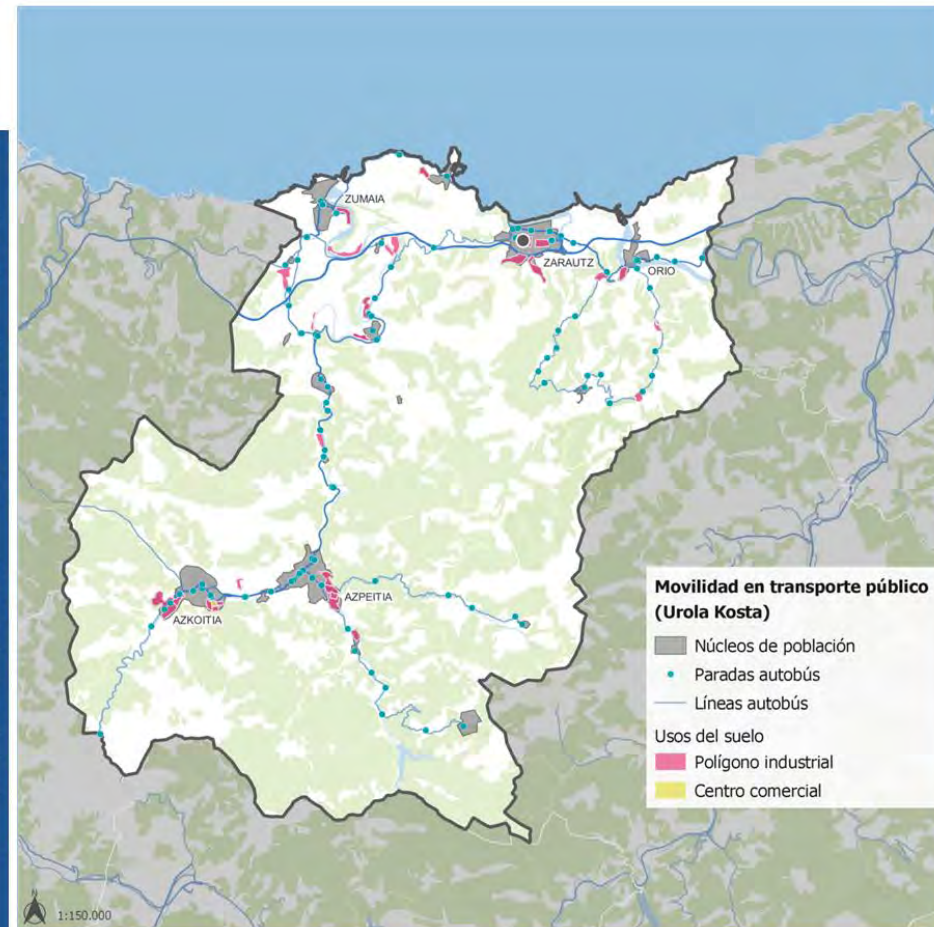 ZUMAIA
ZARAUTZ
ORIO
AZPEITIA
AZKOITIA
Movilidad en transporte público
(Urola Kosta)
Núcleos de población
Paradas autobús
Líneas autobús
Usos del suelo
Polígono industrial
Centro comercial
1:150.000